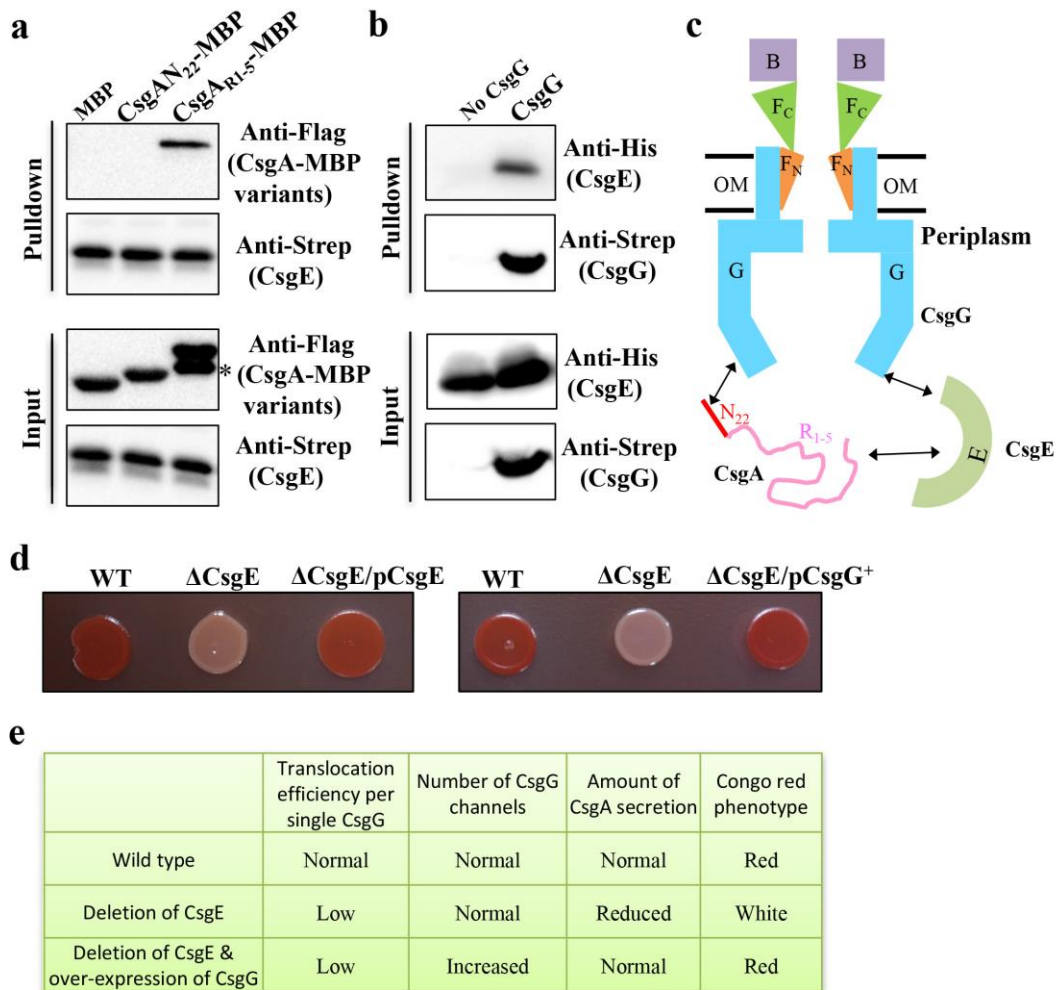 a
MBP
CsgAN22-MBP
CsgAR1-5-MBP
Pulldown
Anti-Flag
(CsgA-MBP
variants)
Anti-Strep
(CsgE)
Input
Anti-Flag
* (CsgA-MBP
variants)
Anti-Strep
(CsgE)
b
No CsgG
CsgG
Pulldown
Anti-His
(CsgE)
Anti-Strep
(CsgG)
Input
Anti-His
(CsgE)
Anti-Strep
(CsgG)
c
B B
FC FC
OM FN FN OM
Periplasm
G G
CsgG
N22
R1-5
CsgA
E
CsgE
d
WT ΔCsgE ΔCsgE/pCsgE
WT ΔCsgE ΔCsgE/pCsgG+
e
Translocation efficiency per single CsgG
Number of CsgG channels
Amount of CsgA secretion
Congo red phenotype
Wild type Normal Normal Normal Red
Deletion of CsgE Low Normal Reduced White
Deletion of CsgE & over-expression of CsgG Low Increased Normal Red